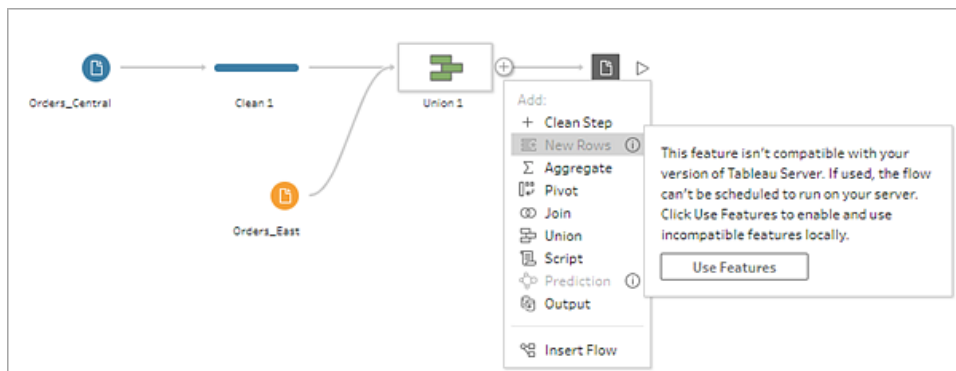 Orders_Central
Clean 1
Union 1
Orders_East
Add:
Clean Step
New Rows
Aggregate
Pivot
Join
Union
Script
Prediction
Output
Insert Flow
This feature isn't compatible with your
version of Tableau Server. If used, the flow
can't be scheduled to run on your server.
Click Use Features to enable and use
incompatible features locally.
Use Features